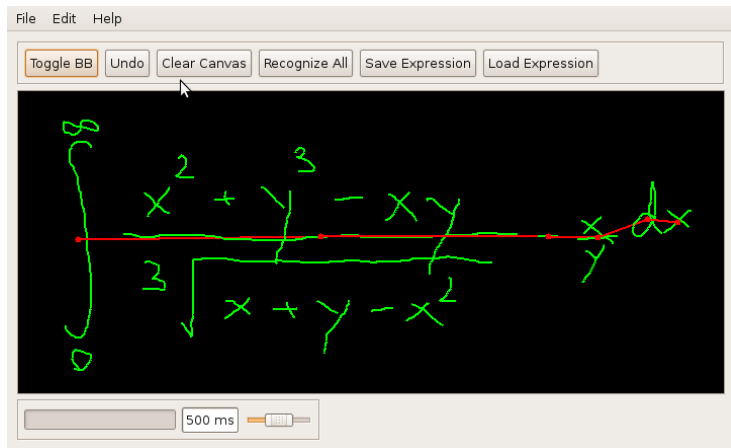 File Edit Help
Toggle BB Undo Clear Canvas Recognize All Save Expression Load Expression
∞
∫ x² + y³ − xy − x dx
3√ x + y − x² y
0
500 ms